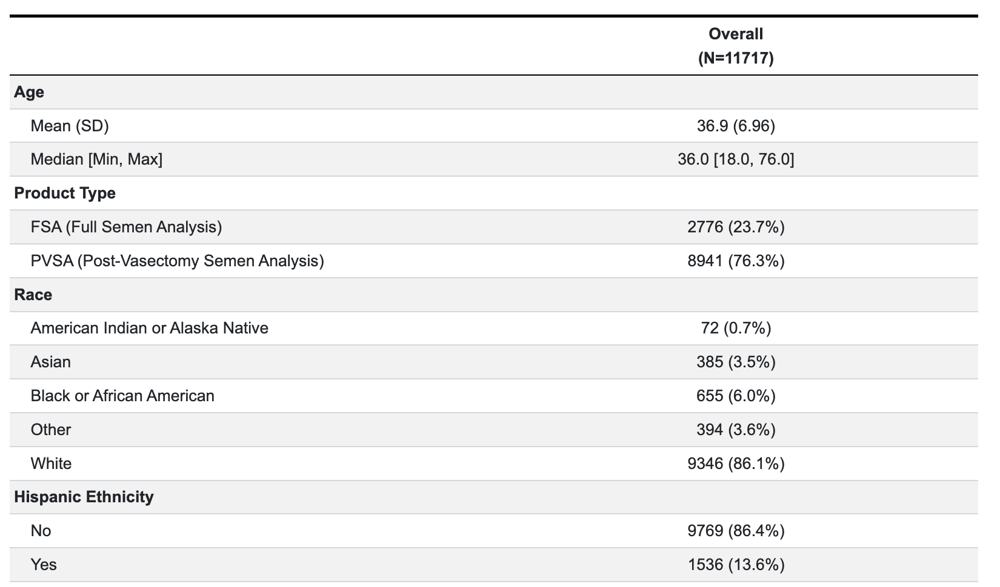 Overall
(N=11717)
Age
Mean (SD) 36.9 (6.96)
Median [Min, Max] 36.0 [18.0, 76.0]
Product Type
FSA (Full Semen Analysis) 2776 (23.7%)
PVSA (Post-Vasectomy Semen Analysis) 8941 (76.3%)
Race
American Indian or Alaska Native 72 (0.7%)
Asian 385 (3.5%)
Black or African American 655 (6.0%)
Other 394 (3.6%)
White 9346 (86.1%)
Hispanic Ethnicity
No 9769 (86.4%)
Yes 1536 (13.6%)